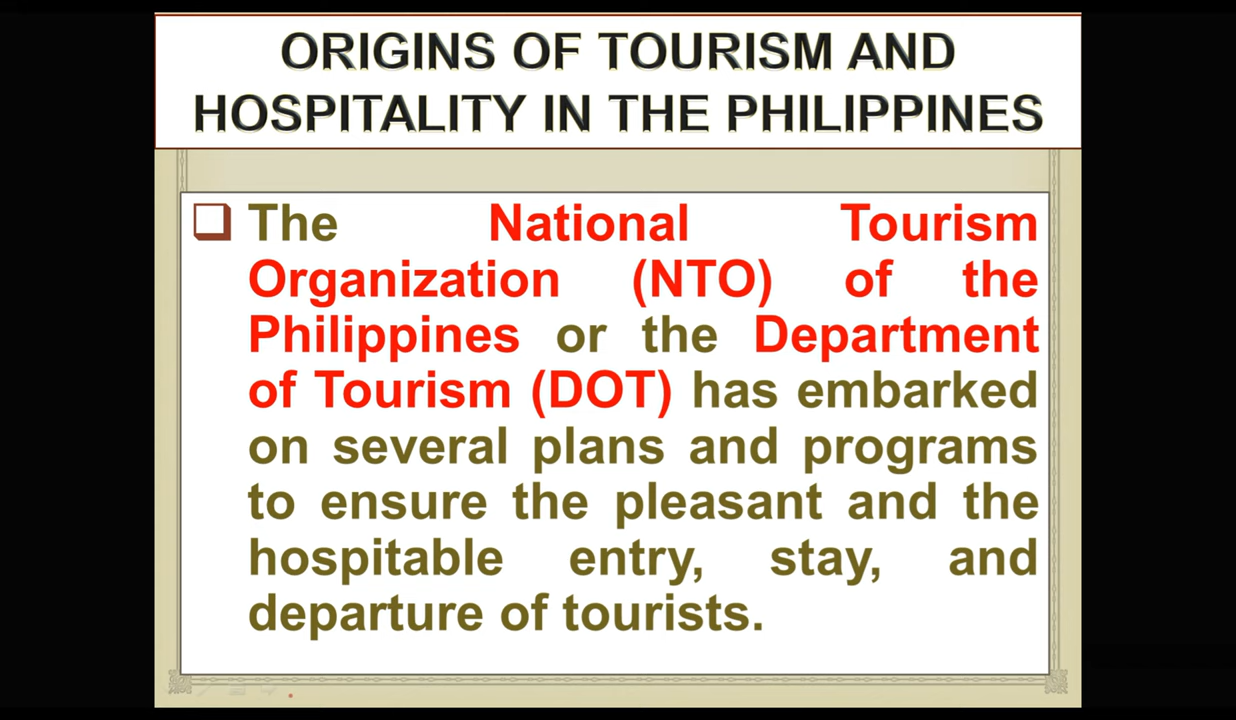 ORIGINS OF TOURISM AND
HOSPITALITY IN THE PHILIPPINES
The National Tourism
Organization (NTO) of the
Philippines or the Department
of Tourism (DOT) has embarked
on several plans and programs
to ensure the pleasant and the
hospitable entry, stay, and
departure of tourists.